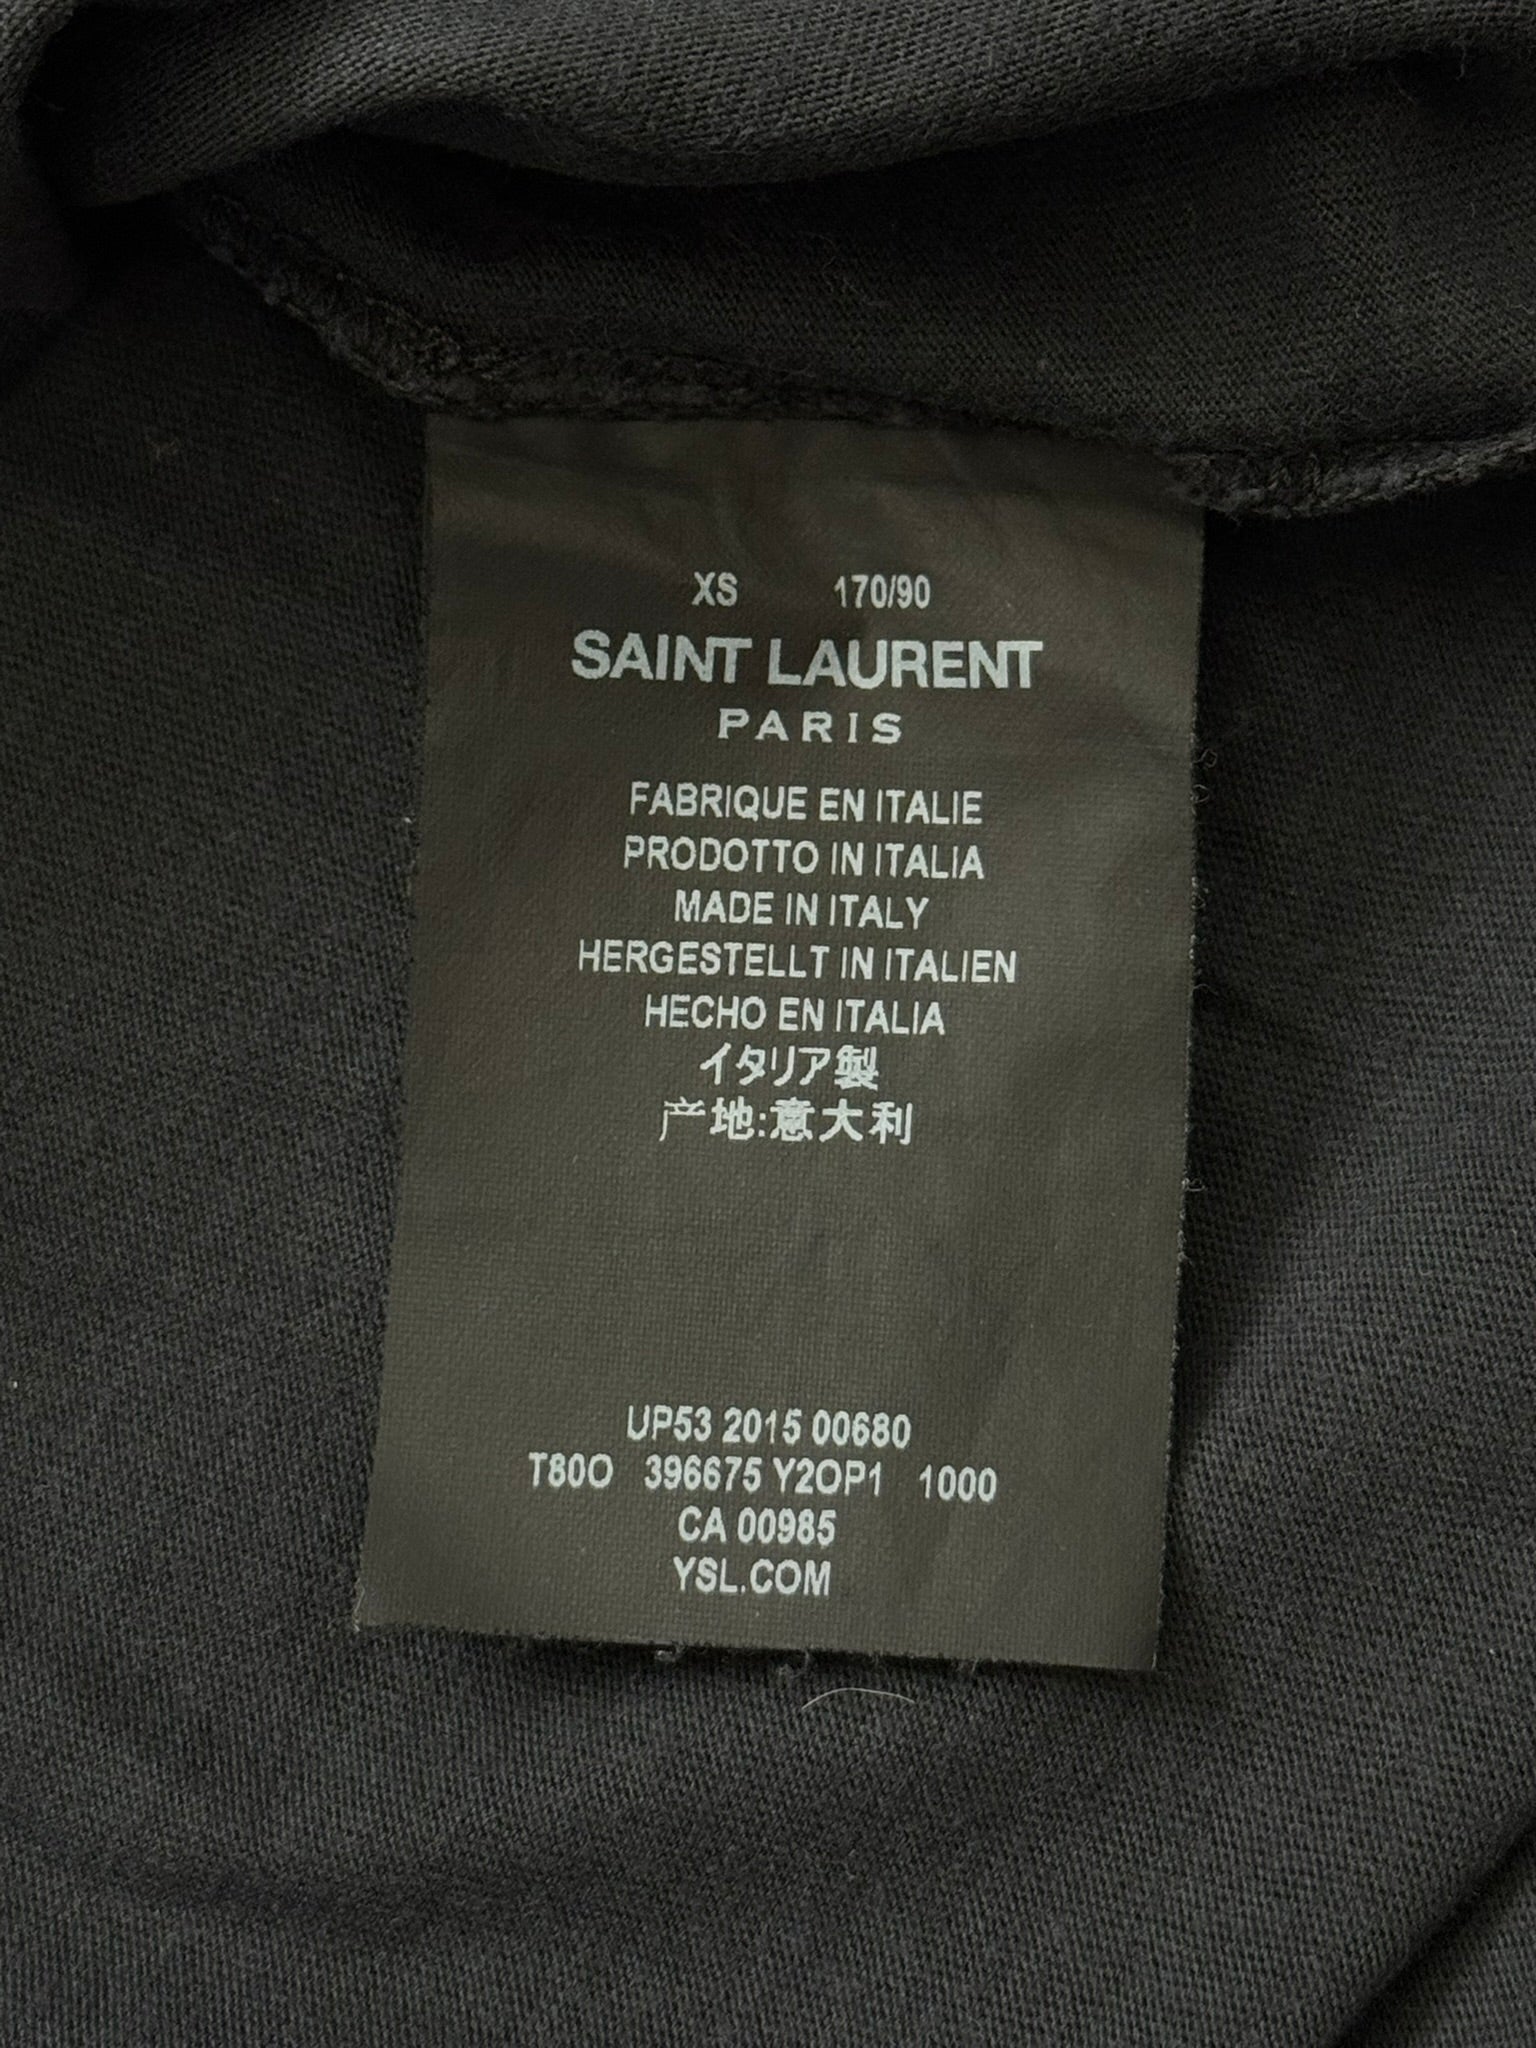 XS 170/90
SAINT LAURENT
PARIS
FABRIQUE EN ITALIE
PRODOTTO IN ITALIA
MADE IN ITALY
HERGESTELLT IN ITALIEN
HECHO EN ITALIA
イタリア製
产地:意大利
UP53 2015 00680
T80O 396675 Y2OP1 1000
CA 00985
YSL.COM